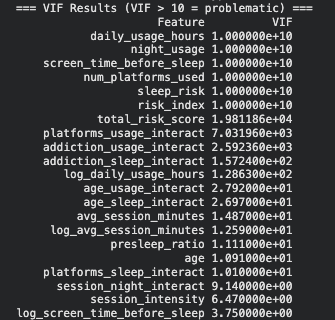 === VIF Results (VIF > 10 = problematic) ===
Feature VIF
daily_usage_hours 1.000000e+10
night_usage 1.000000e+10
screen_time_before_sleep 1.000000e+10
num_platforms_used 1.000000e+10
sleep_risk 1.000000e+10
risk_index 1.000000e+10
total_risk_score 1.981186e+04
platforms_usage_interact 7.031960e+03
addiction_usage_interact 2.592360e+03
addiction_sleep_interact 1.572400e+02
log_daily_usage_hours 1.286300e+02
age_usage_interact 2.792000e+01
age_sleep_interact 2.697000e+01
avg_session_minutes 1.487000e+01
log_avg_session_minutes 1.259000e+01
presleep_ratio 1.111000e+01
age 1.091000e+01
platforms_sleep_interact 1.010000e+01
session_night_interact 9.140000e+00
session_intensity 6.470000e+00
log_screen_time_before_sleep 3.750000e+00